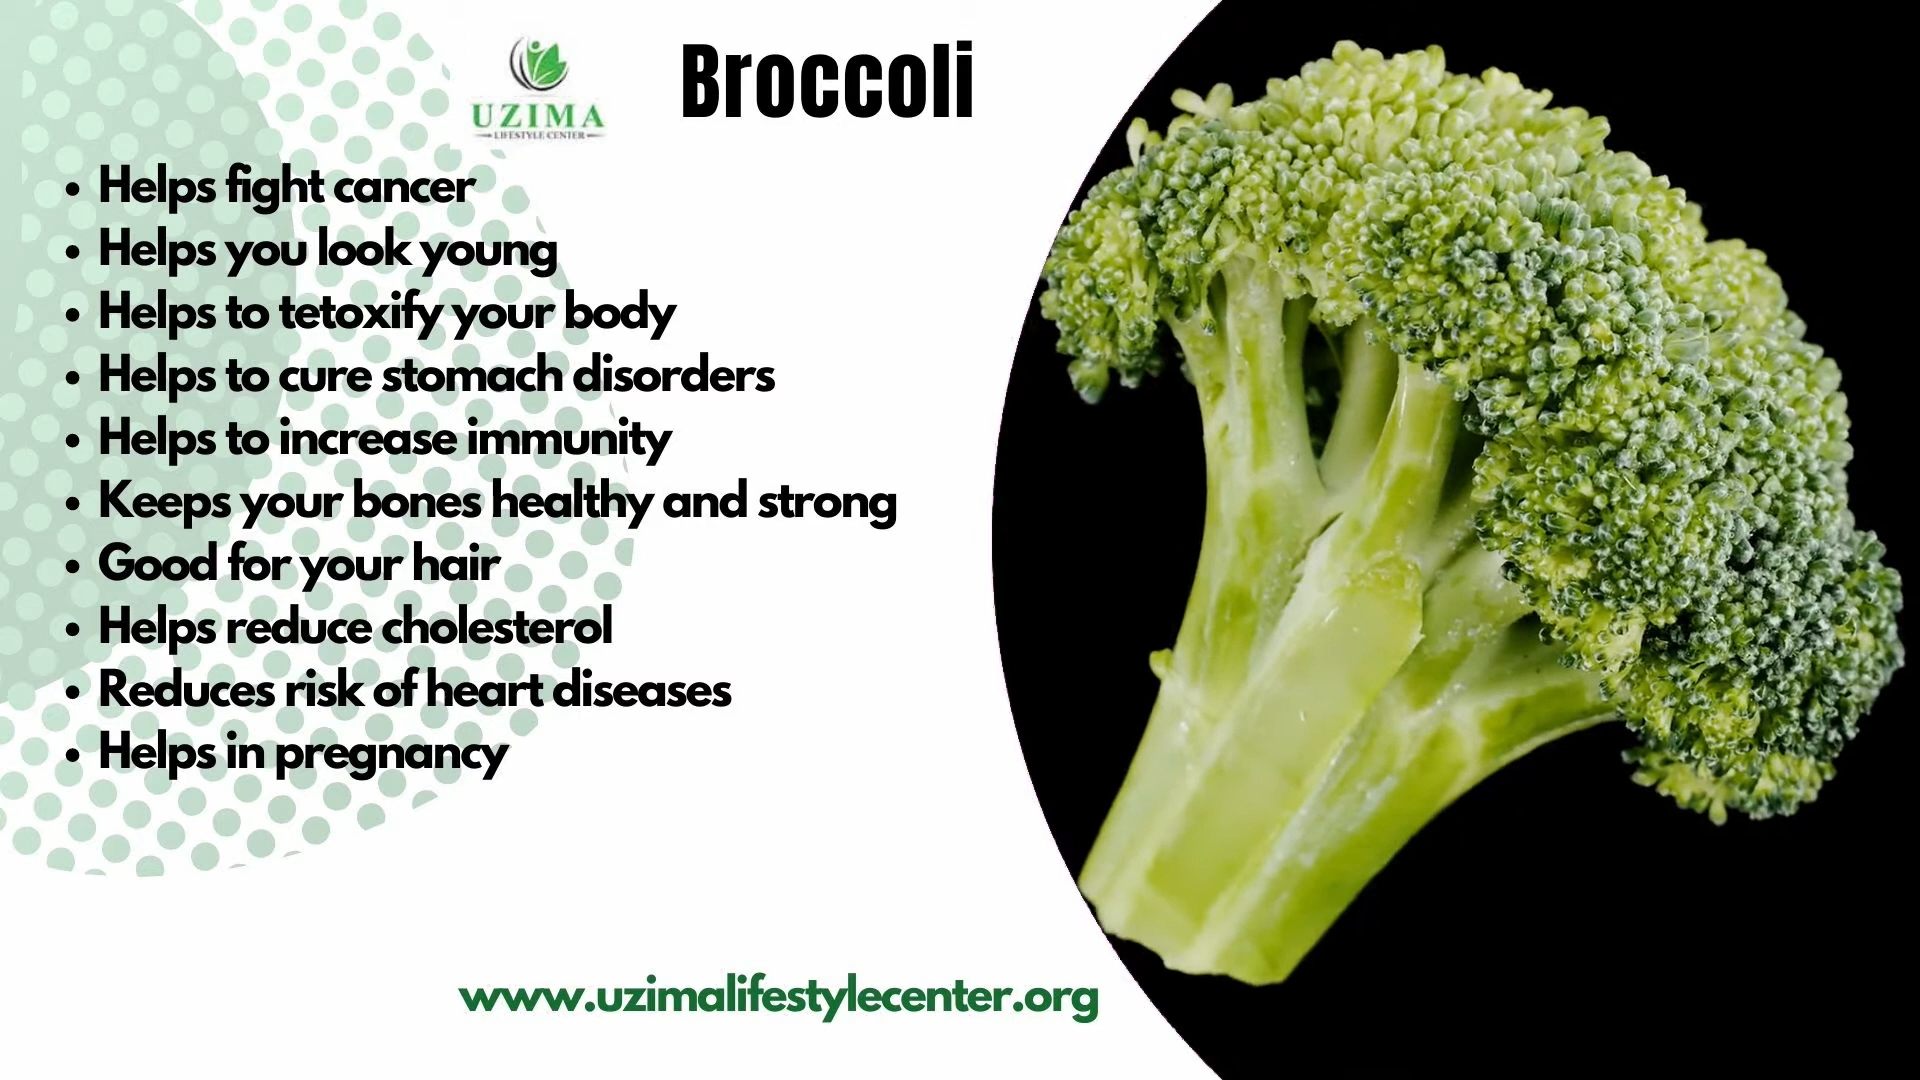 UZIMA
LIFESTYLE CENTER
Broccoli
• Helps fight cancer
• Helps you look young
• Helps to tetoxify your body
• Helps to cure stomach disorders
• Helps to increase immunity
• Keeps your bones healthy and strong
• Good for your hair
• Helps reduce cholesterol
• Reduces risk of heart diseases
• Helps in pregnancy
www.uzimalifestylecenter.org